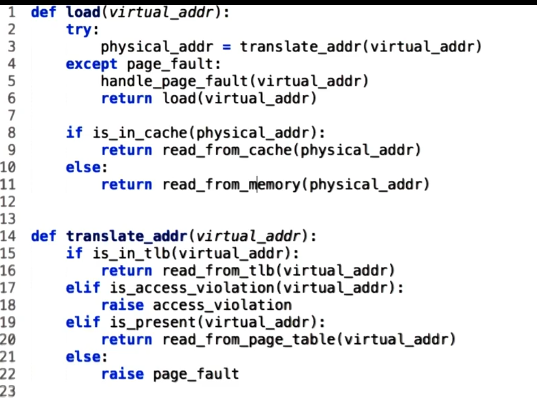 1 def load(virtual_addr):
2     try:
3         physical_addr = translate_addr(virtual_addr)
4     except page_fault:
5         handle_page_fault(virtual_addr)
6         return load(virtual_addr)
7
8     if is_in_cache(physical_addr):
9         return read_from_cache(physical_addr)
10     else:
11         return read_from_memory(physical_addr)
12
13
14 def translate_addr(virtual_addr):
15     if is_in_tlb(virtual_addr):
16         return read_from_tlb(virtual_addr)
17     elif is_access_violation(virtual_addr):
18         raise access_violation
19     elif is_present(virtual_addr):
20         return read_from_page_table(virtual_addr)
21     else:
22         raise page_fault
23